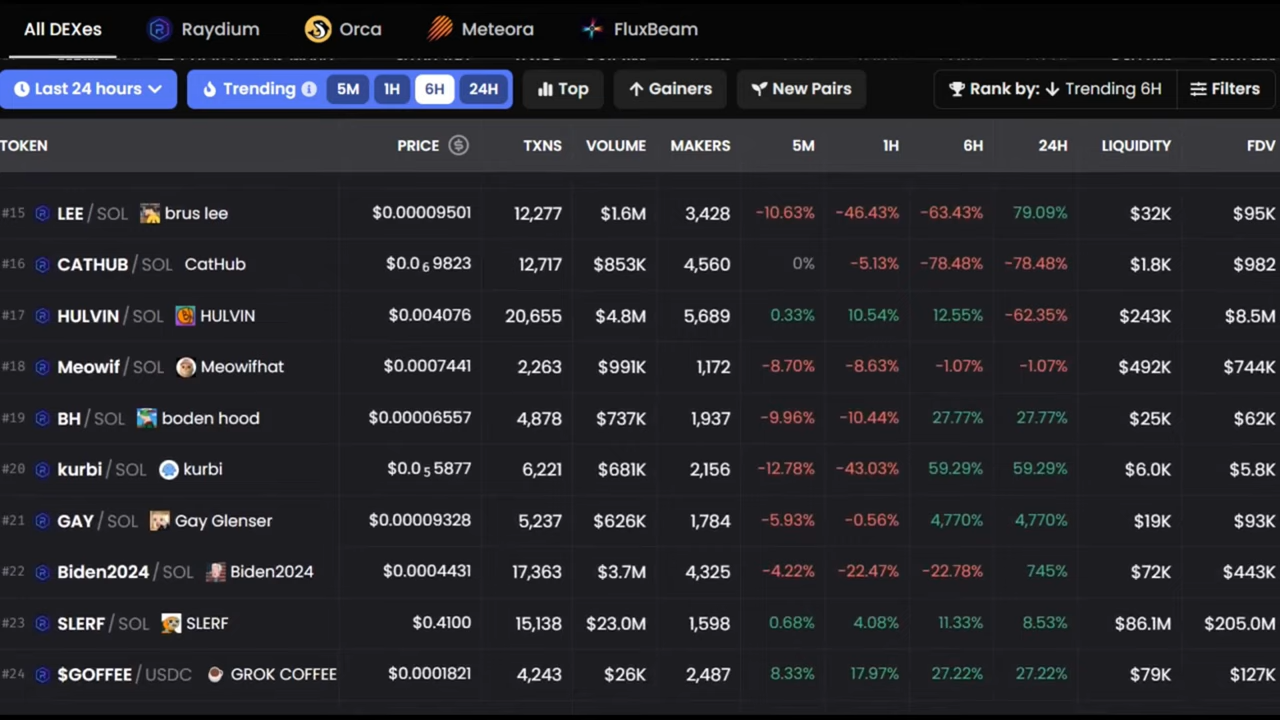 All DEXes Raydium Orca Meteora FluxBeam
Last 24 hours Trending 5M 1H 6H 24H Top Gainers New Pairs Rank by: Trending 6H Filters
TOKEN PRICE TXNS VOLUME MAKERS 5M 1H 6H 24H LIQUIDITY FDV
#15 LEE/SOL brus lee $0.00009501 12,277 $1.6M 3,428 -10.63% -46.43% -63.43% 79.09% $32K $95K
#16 CATHUB/SOL CatHub $0.0₆9823 12,717 $853K 4,560 0% -5.13% -78.48% -78.48% $1.8K $982
#17 HULVIN/SOL HULVIN $0.004076 20,655 $4.8M 5,689 0.33% 10.54% 12.55% -62.35% $243K $8.5M
#18 Meowif/SOL Meowifhat $0.0007441 2,263 $991K 1,172 -8.70% -8.63% -1.07% -1.07% $492K $744K
#19 BH/SOL boden hood $0.00006557 4,878 $737K 1,937 -9.96% -10.44% 27.77% 27.77% $25K $62K
#20 kurbi/SOL kurbi $0.0₅5877 6,221 $681K 2,156 -12.78% -43.03% 59.29% 59.29% $6.0K $5.8K
#21 GAY/SOL Gay Glenser $0.00009328 5,237 $626K 1,784 -5.93% -0.56% 4,770% 4,770% $19K $93K
#22 Biden2024/SOL Biden2024 $0.0004431 17,363 $3.7M 4,325 -4.22% -22.47% -22.78% 745% $72K $443K
#23 SLERF/SOL SLERF $0.4100 15,138 $23.0M 1,598 0.68% 4.08% 11.33% 8.53% $86.1M $205.0M
#24 $GOFFEE/USDC GROK COFFEE $0.0001821 4,243 $26K 2,487 8.33% 17.97% 27.22% 27.22% $79K $127K